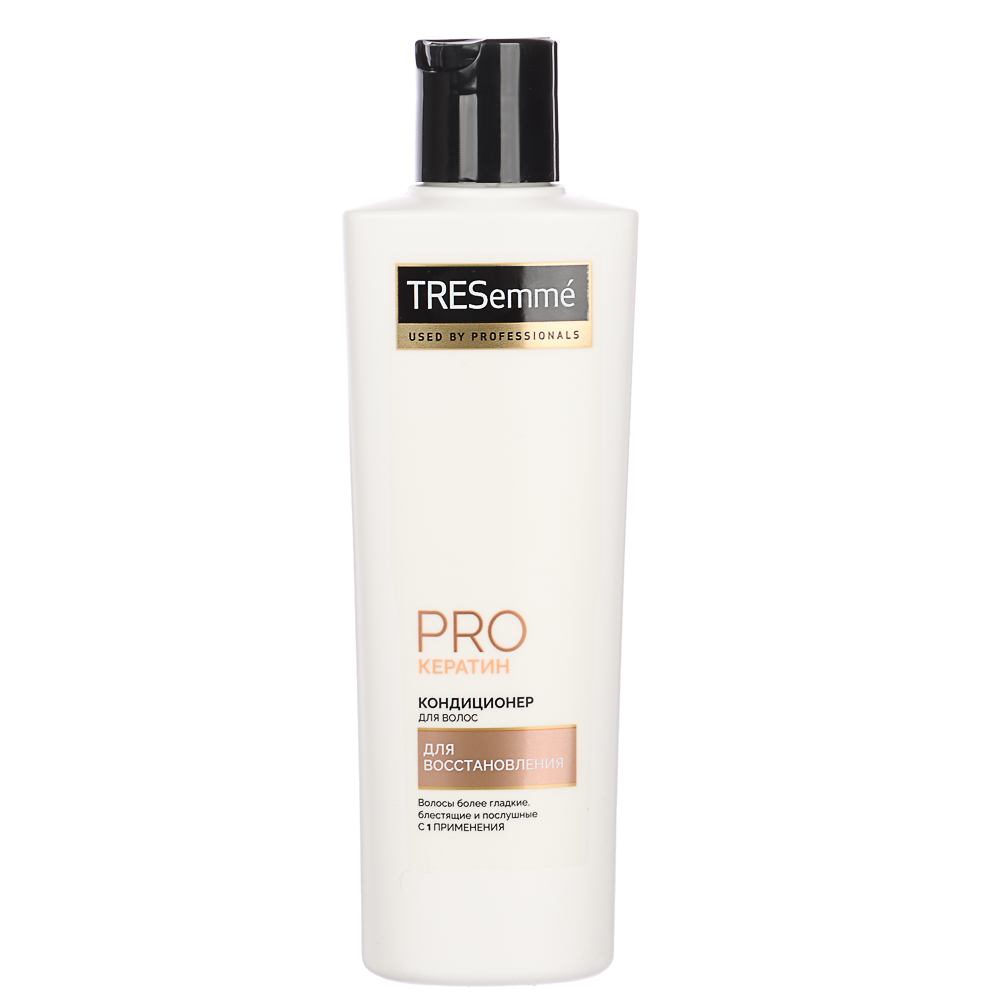 TRESemmé
USED BY PROFESSIONALS
PRO
КЕРАТИН
КОНДИЦИОНЕР
ДЛЯ ВОЛОС
ДЛЯ
ВОССТАНОВЛЕНИЯ
Волосы более гладкие,
блестящие и послушные
С 1 ПРИМЕНЕНИЯ